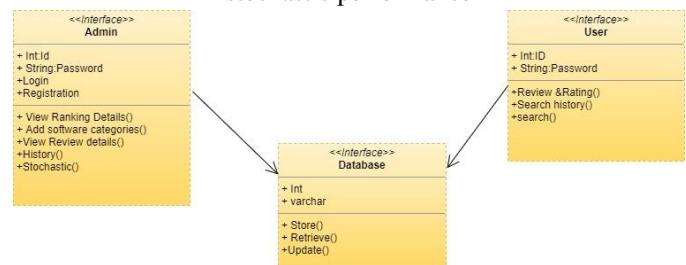 <<Interface>>
Admin
+ Int:Id
+ String:Password
+Login
+Registration
+ View Ranking Details()
+ Add software categories()
+View Review details()
+History()
+Stochastic()
<<Interface>>
User
+ Int:ID
+ String:Password
+Review &Rating()
+Search history()
+search()
<<Interface>>
Database
+ Int
+ varchar
+ Store()
+ Retrieve()
+Update()